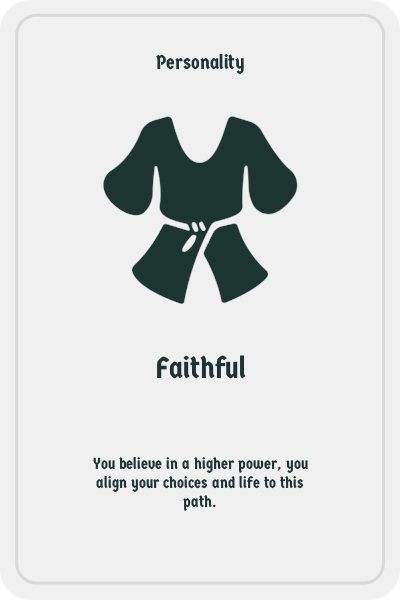 Personality
Faithful
You believe in a higher power, you
align your choices and life to this
path.